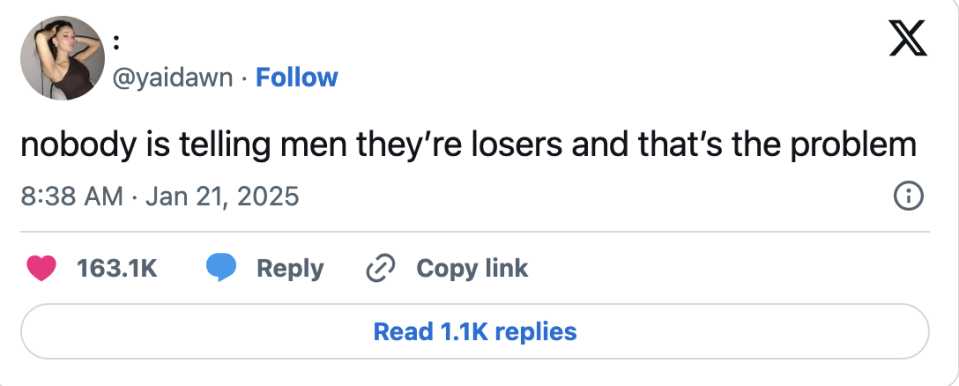 :
@yaidawn · Follow
nobody is telling men they’re losers and that’s the problem
8:38 AM · Jan 21, 2025
163.1K Reply Copy link
Read 1.1K replies